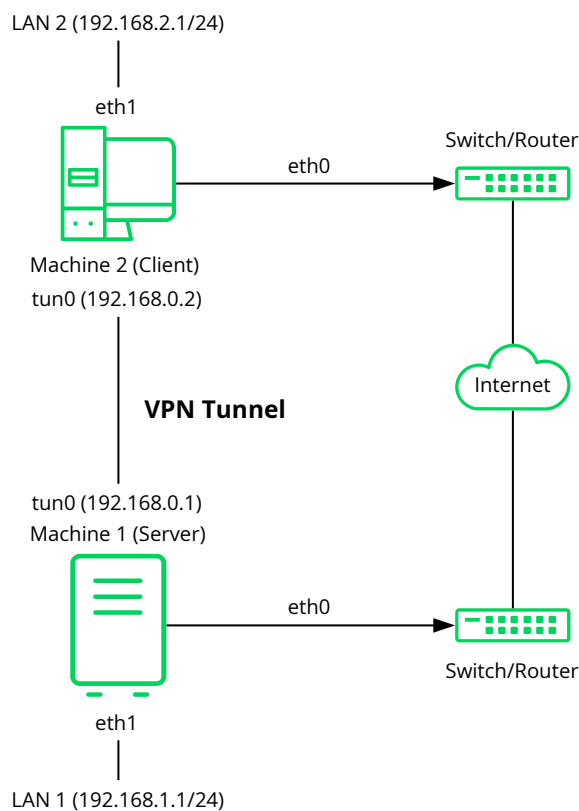 LAN 2 (192.168.2.1/24)
eth1
Switch/Router
eth0
Machine 2 (Client)
tun0 (192.168.0.2)
Internet
VPN Tunnel
tun0 (192.168.0.1)
Machine 1 (Server)
eth0
Switch/Router
eth1
LAN 1 (192.168.1.1/24)